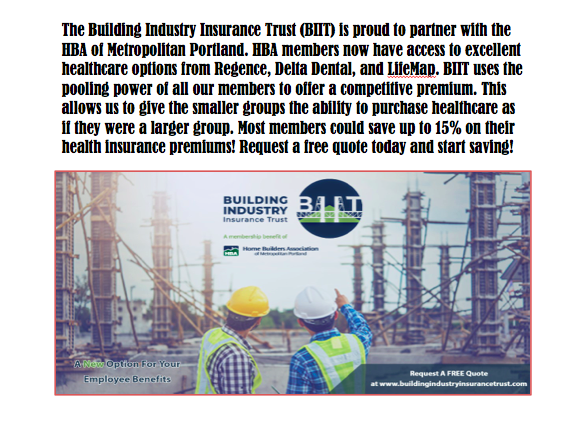 The Building Industry Insurance Trust (BIIT) is proud to partner with the
HBA of Metropolitan Portland. HBA members now have access to excellent
healthcare options from Regence, Delta Dental, and LifeMap. BIIT uses the
pooling power of all our members to offer a competitive premium. This
allows us to give the smaller groups the ability to purchase healthcare as
if they were a larger group. Most members could save up to 15% on their
health insurance premiums! Request a free quote today and start saving!
BUILDING
INDUSTRY
Insurance Trust
BIIT
A membership benefit of
HBA
Home Builders Association
of Metropolitan Portland
A New Option For Your
Employee Benefits
Request A FREE Quote
at www.buildingindustryinsurancetrust.com